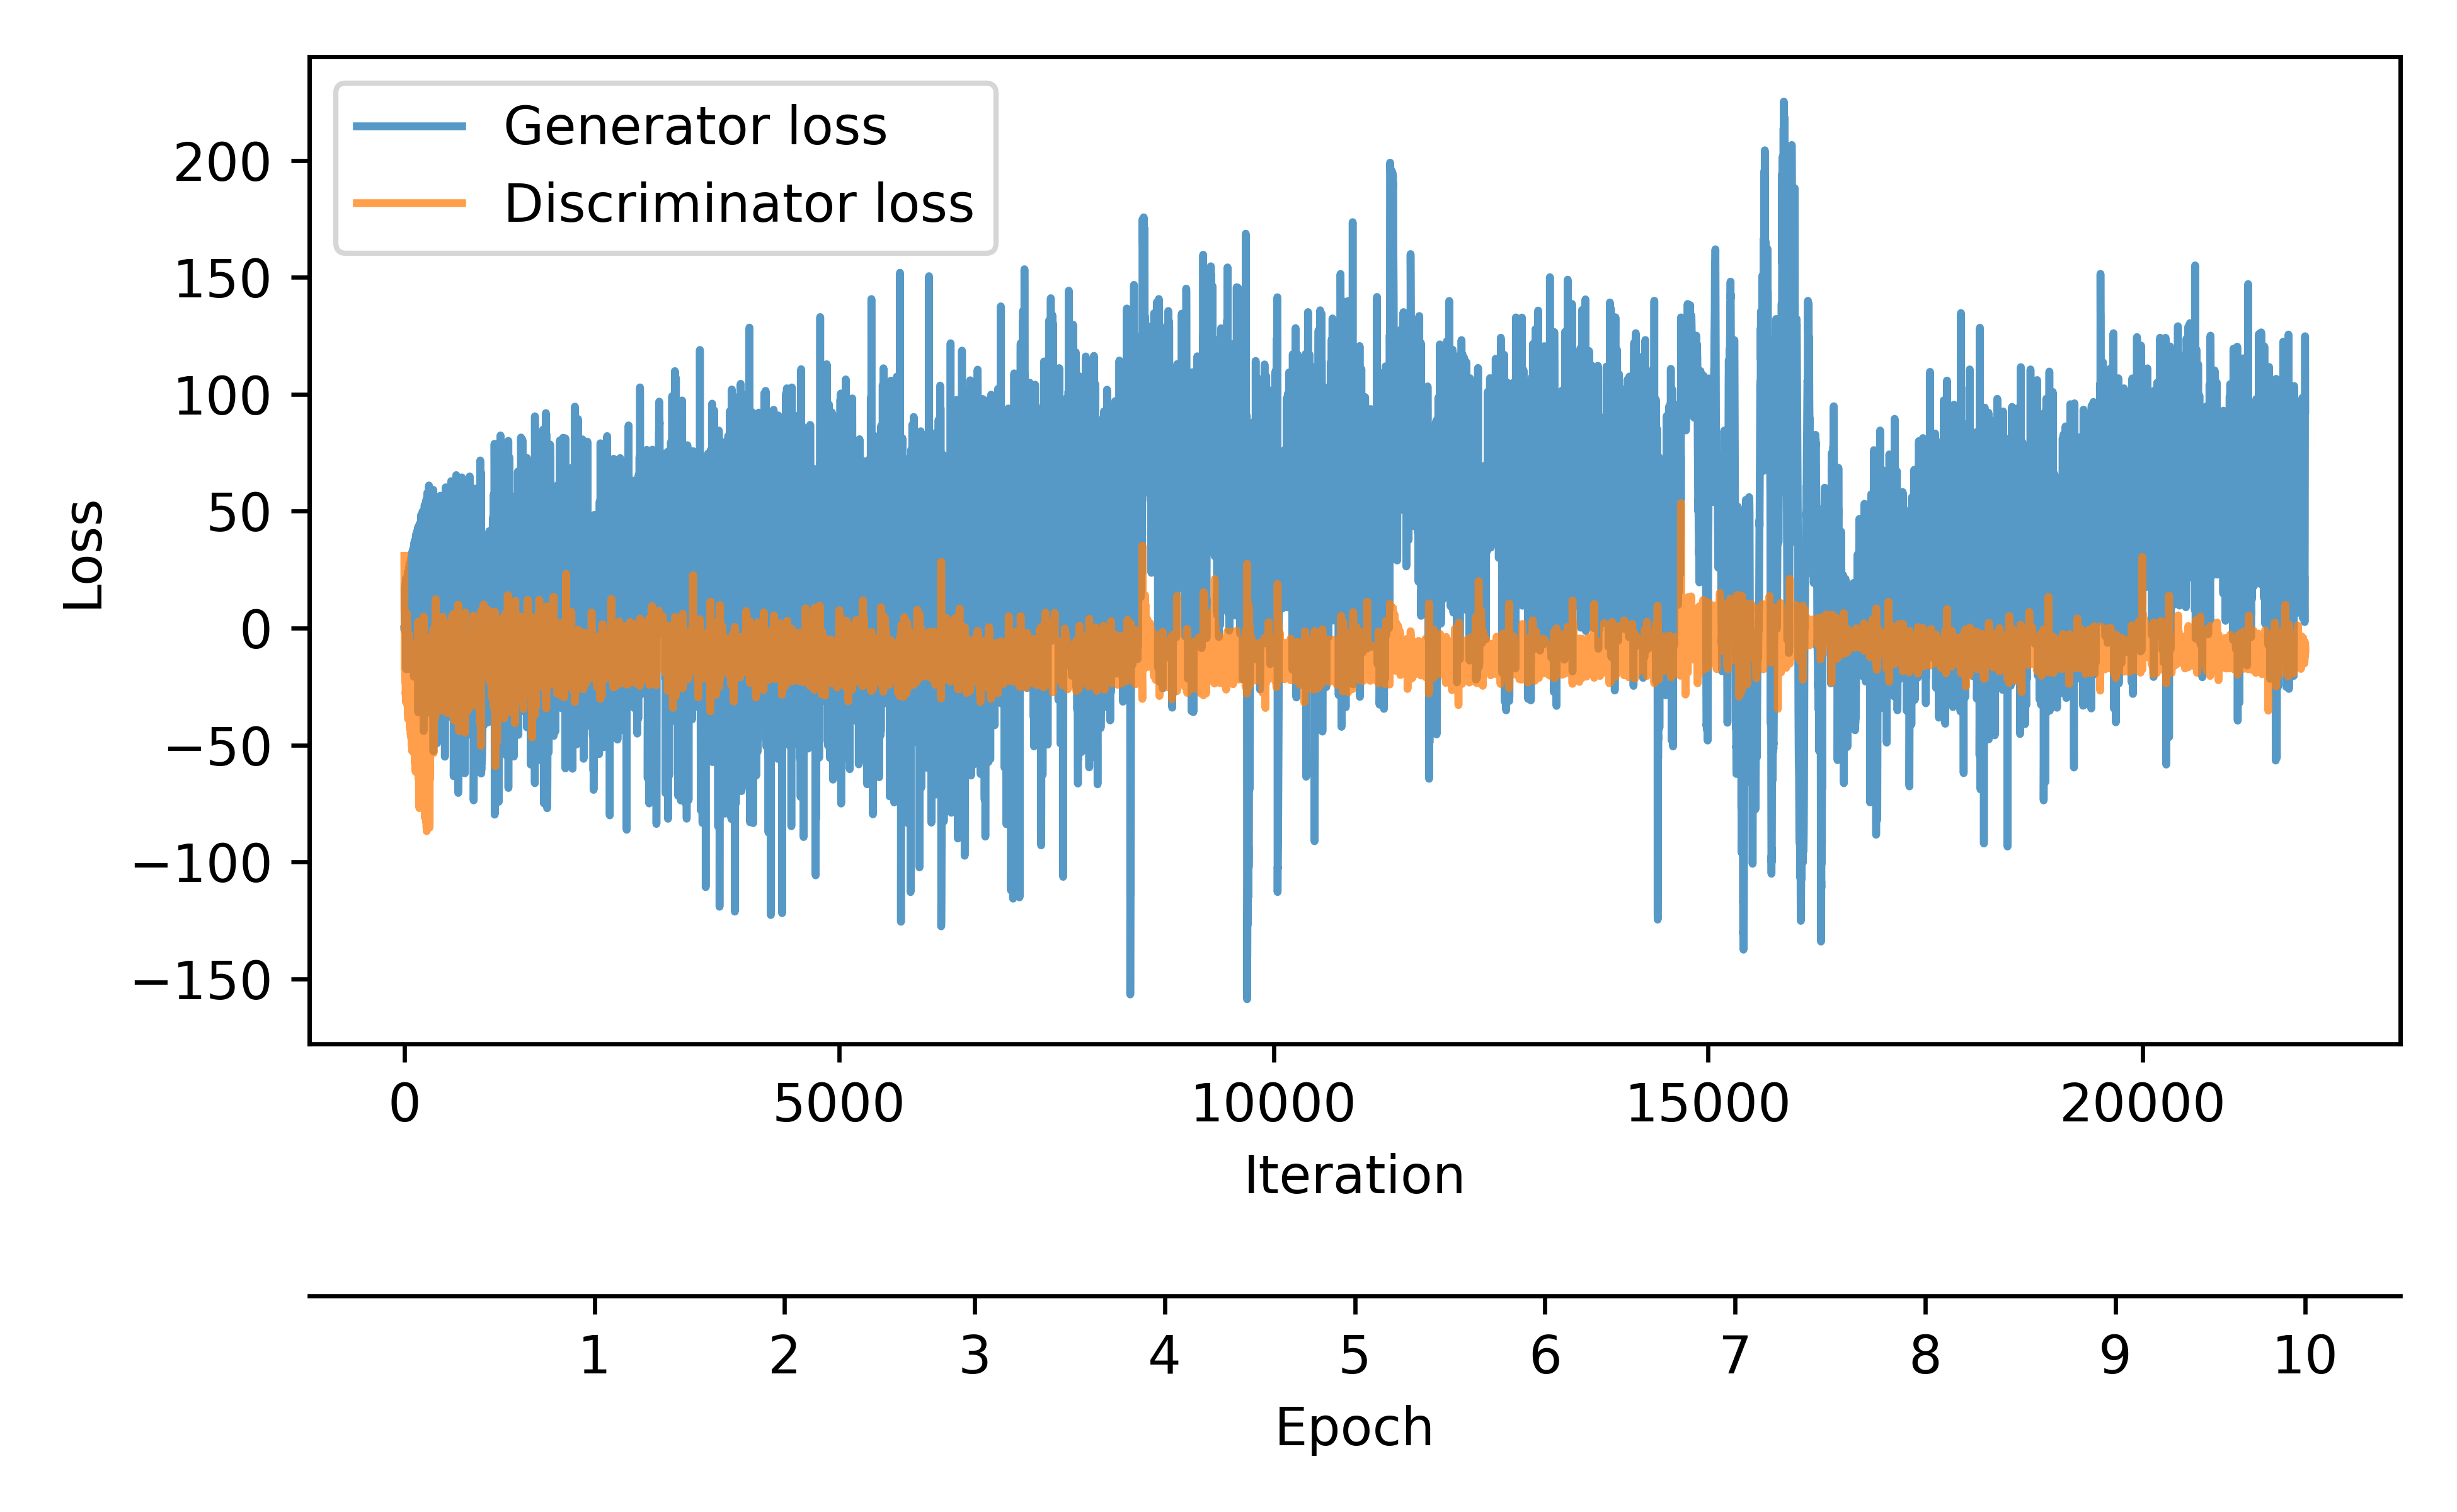 Generator loss
Discriminator loss
200
150
100
50
0
−50
−100
−150
Loss
0 5000 10000 15000 20000
Iteration
1 2 3 4 5 6 7 8 9 10
Epoch